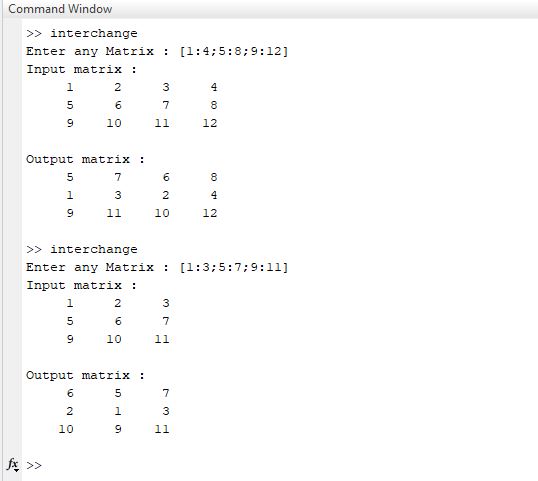 Command Window
>> interchange
Enter any Matrix : [1:4;5:8;9:12]
Input matrix :
1 2 3 4
5 6 7 8
9 10 11 12
Output matrix :
5 7 6 8
1 3 2 4
9 11 10 12
>> interchange
Enter any Matrix : [1:3;5:7;9:11]
Input matrix :
1 2 3
5 6 7
9 10 11
Output matrix :
6 5 7
2 1 3
10 9 11
fx >>